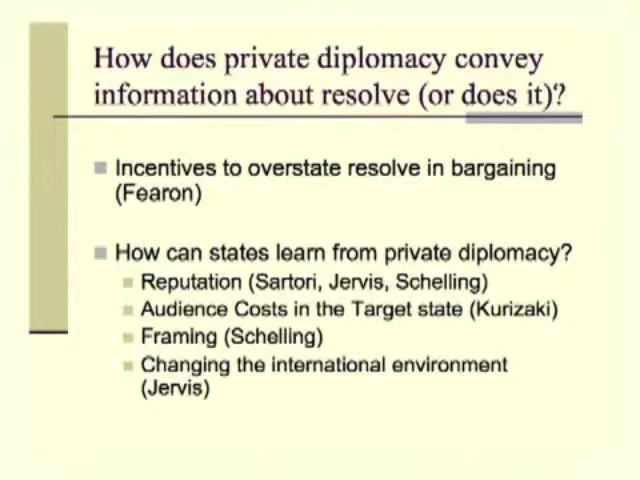 How does private diplomacy convey
information about resolve (or does it)?
Incentives to overstate resolve in bargaining
(Fearon)
How can states learn from private diplomacy?
Reputation (Sartori, Jervis, Schelling)
Audience Costs in the Target state (Kurizaki)
Framing (Schelling)
Changing the international environment
(Jervis)